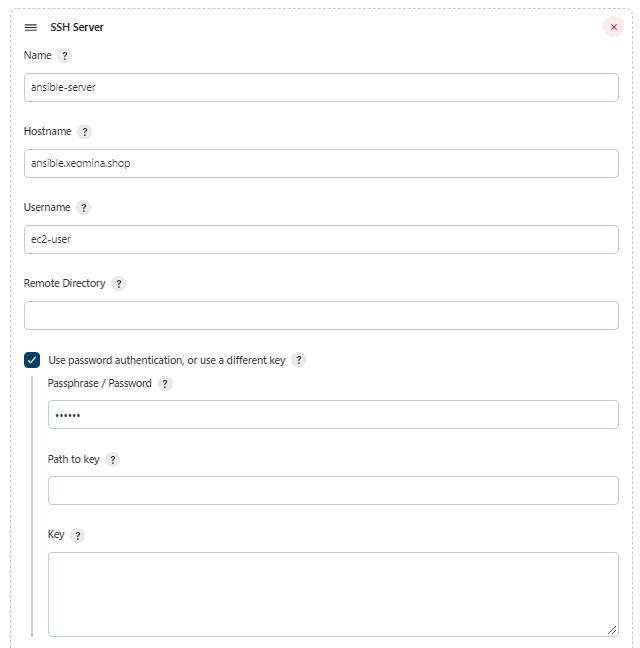 SSH Server
Name ?
ansible-server
Hostname ?
ansible.xeomina.shop
Username ?
ec2-user
Remote Directory ?
Use password authentication, or use a different key ?
Passphrase / Password ?
••••••
Path to key ?
Key ?